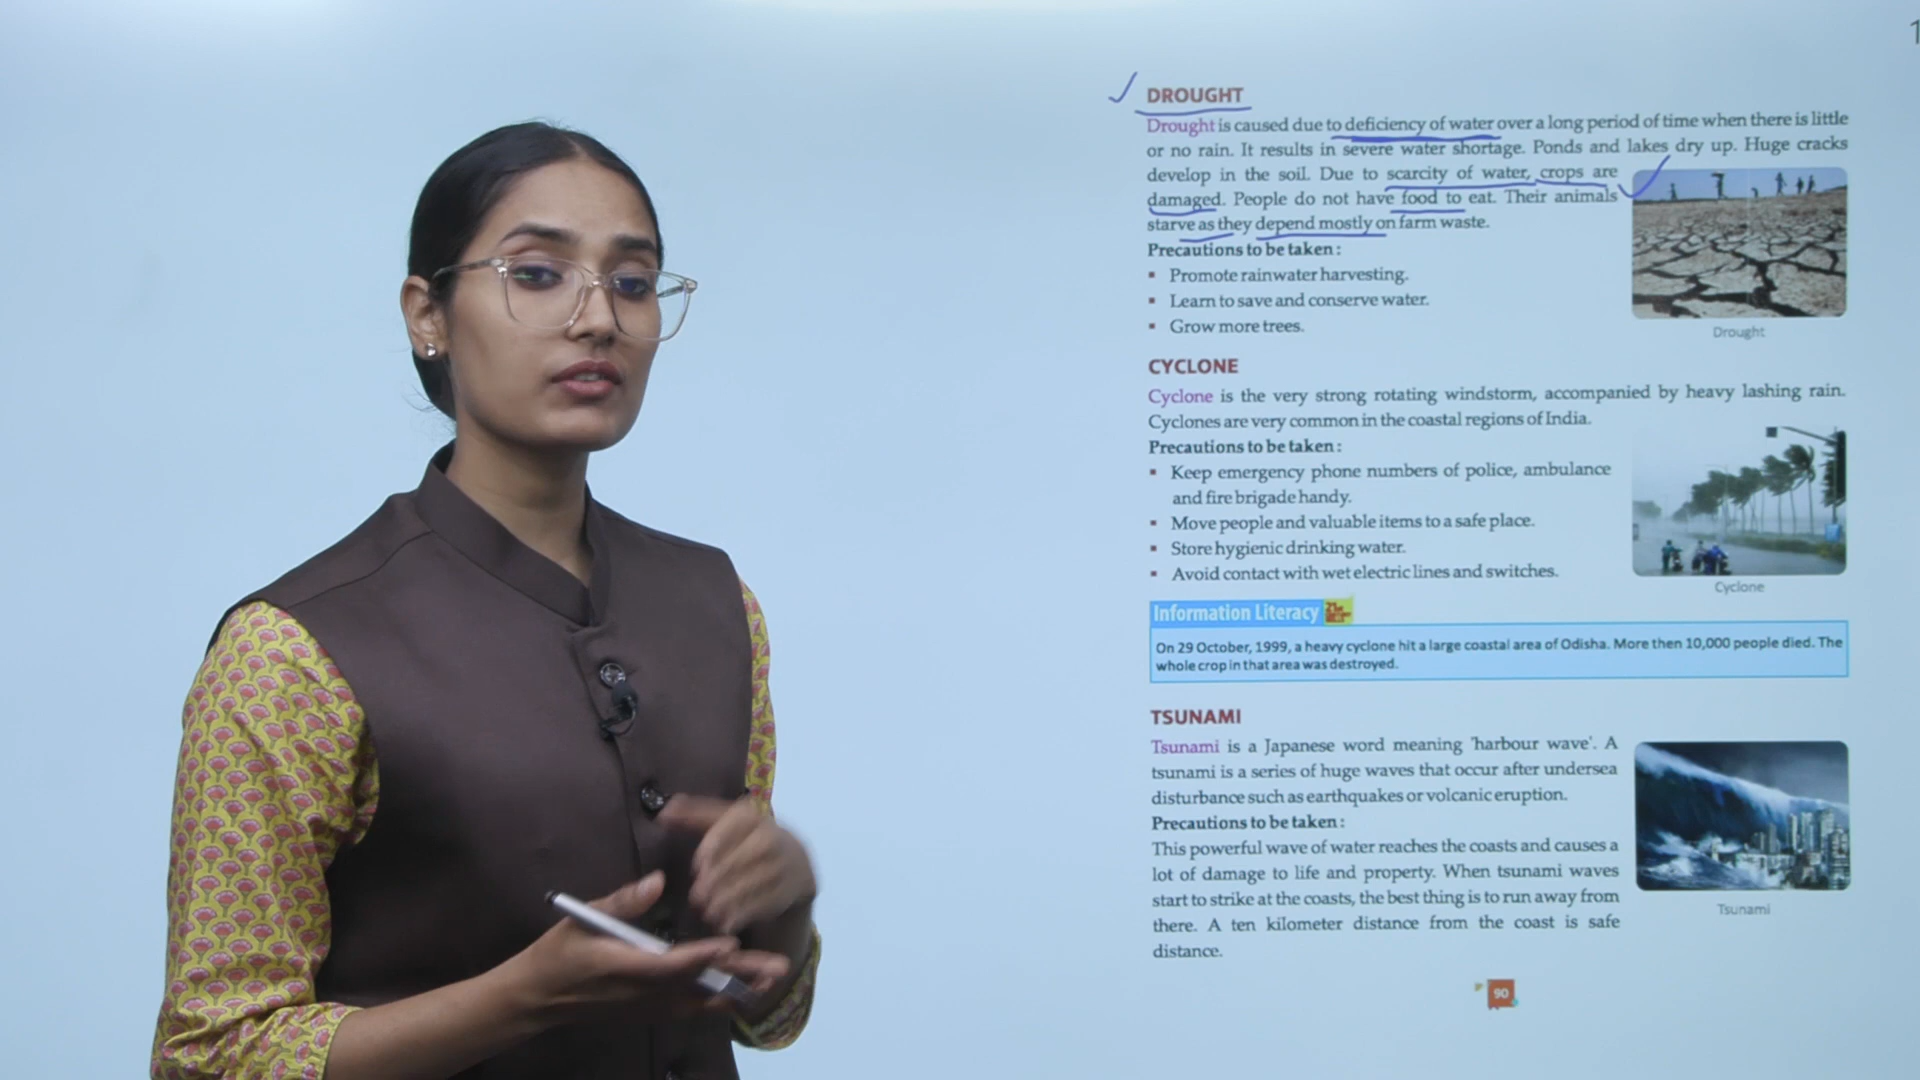 1
DROUGHT
Drought is caused due to deficiency of water over a long period of time when there is little
or no rain. It results in severe water shortage. Ponds and lakes dry up. Huge cracks
develop in the soil. Due to scarcity of water, crops are
damaged. People do not have food to eat. Their animals
starve as they depend mostly on farm waste.
Precautions to be taken :
▪ Promote rainwater harvesting.
▪ Learn to save and conserve water.
▪ Grow more trees.
Drought
CYCLONE
Cyclone is the very strong rotating windstorm, accompanied by heavy lashing rain.
Cyclones are very common in the coastal regions of India.
Precautions to be taken :
▪ Keep emergency phone numbers of police, ambulance
and fire brigade handy.
▪ Move people and valuable items to a safe place.
▪ Store hygienic drinking water.
▪ Avoid contact with wet electric lines and switches.
Cyclone
Information Literacy
On 29 October, 1999, a heavy cyclone hit a large coastal area of Odisha. More then 10,000 people died. The
whole crop in that area was destroyed.
TSUNAMI
Tsunami is a Japanese word meaning 'harbour wave'. A
tsunami is a series of huge waves that occur after undersea
disturbance such as earthquakes or volcanic eruption.
Precautions to be taken :
This powerful wave of water reaches the coasts and causes a
lot of damage to life and property. When tsunami waves
start to strike at the coasts, the best thing is to run away from
there. A ten kilometer distance from the coast is safe
distance.
Tsunami
90